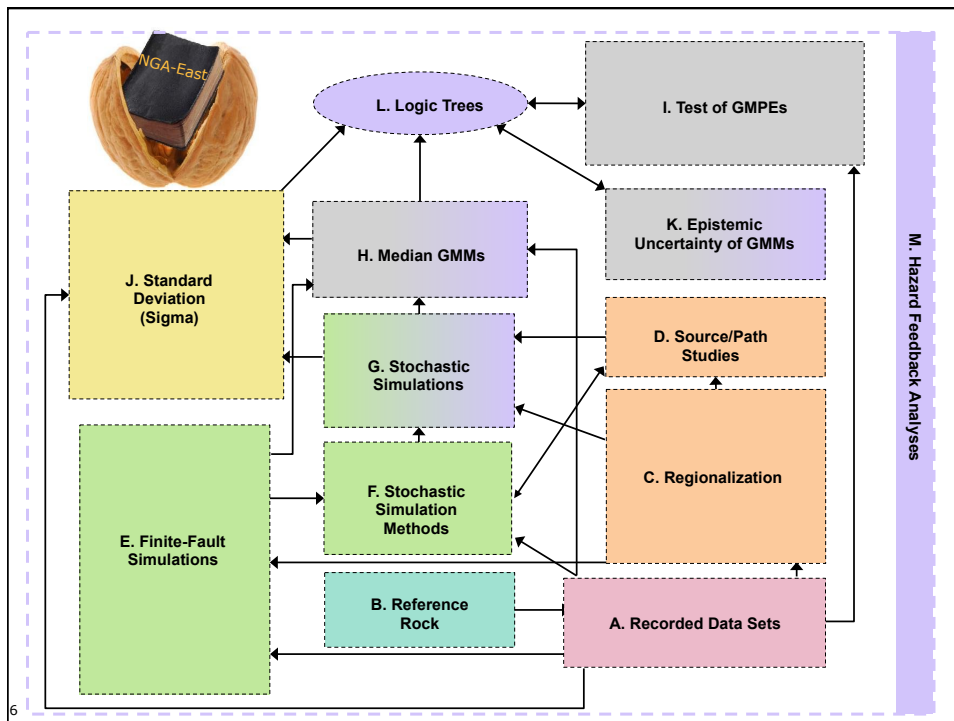 NGA-East
L. Logic Trees
I. Test of GMPEs
K. Epistemic
Uncertainty of GMMs
H. Median GMMs
J. Standard
Deviation
(Sigma)
D. Source/Path
Studies
G. Stochastic
Simulations
C. Regionalization
F. Stochastic
Simulation
Methods
E. Finite-Fault
Simulations
B. Reference
Rock
A. Recorded Data Sets
M. Hazard Feedback Analyses
6